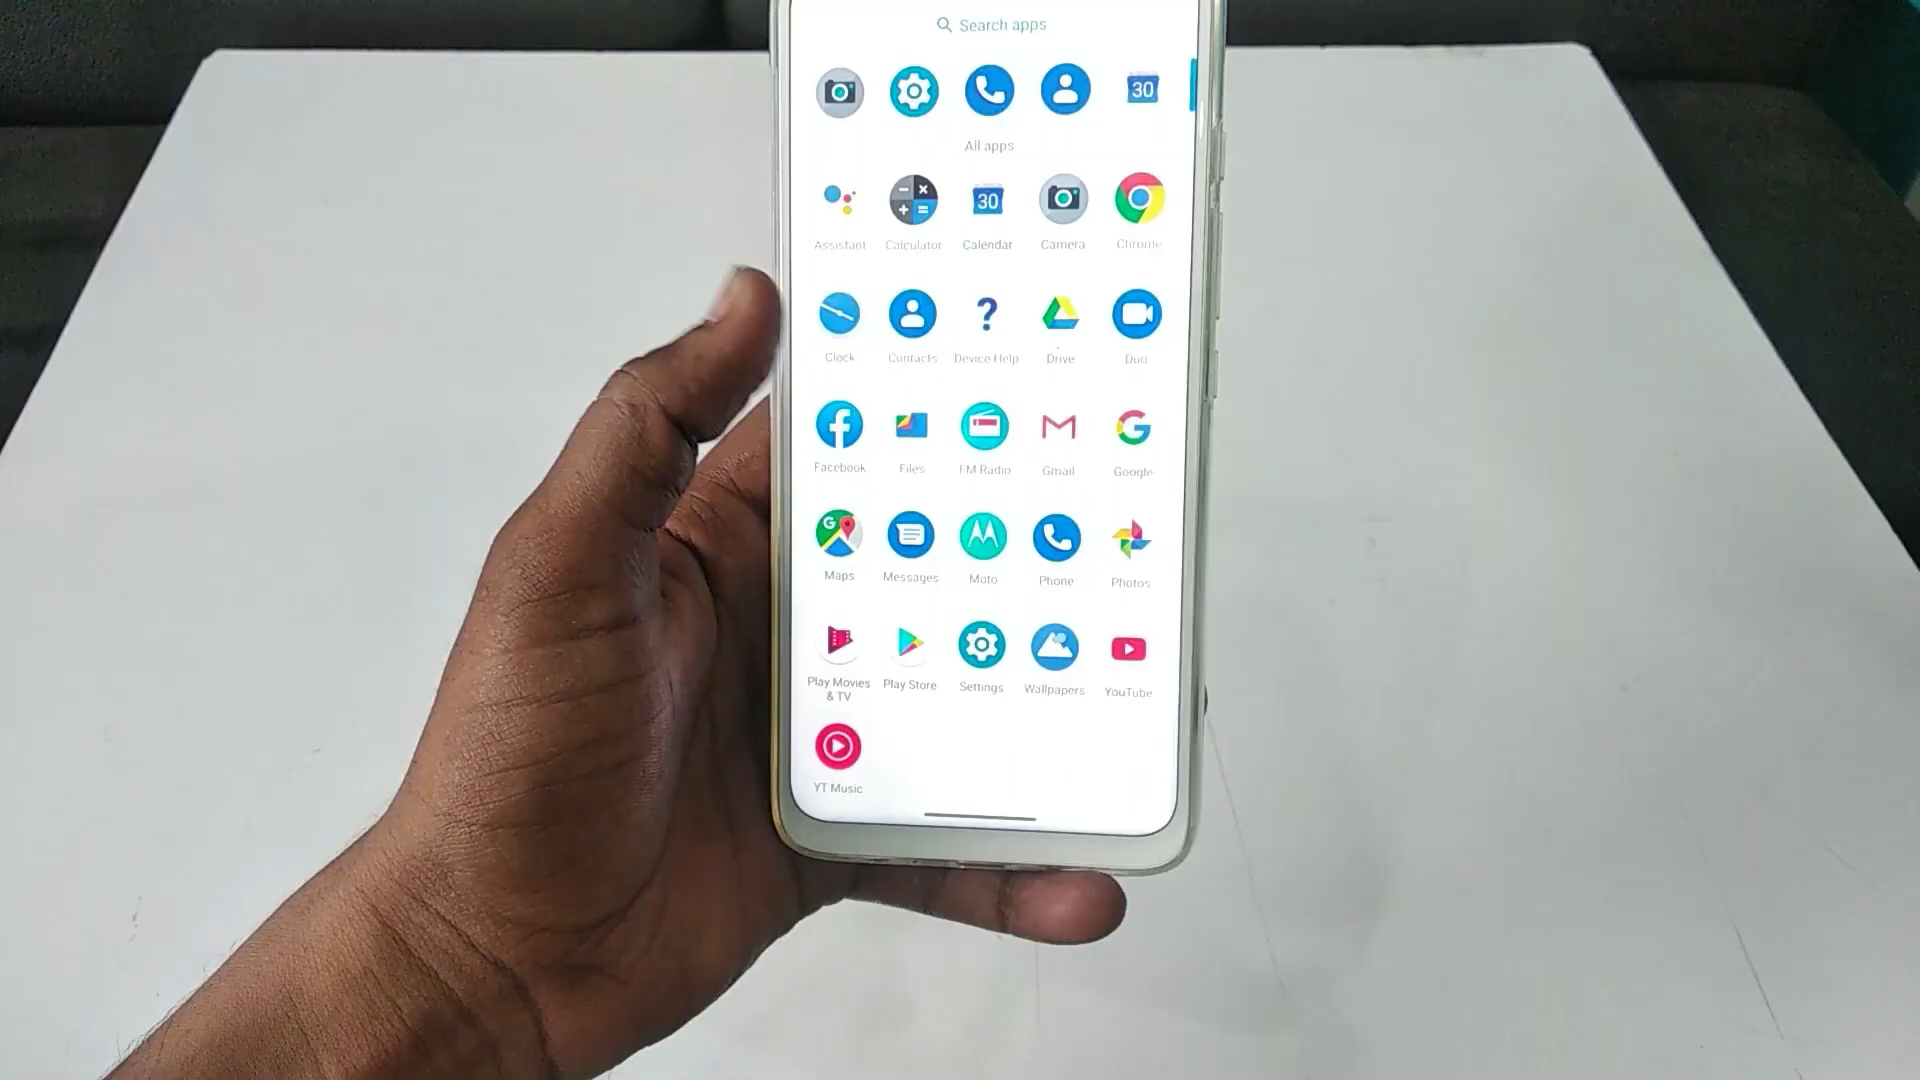 Search apps
30
All apps
30
Assistant Calculator Calendar Camera Chrome
Clock Contacts Device Help Drive Duo
Facebook Files FM Radio Gmail Google
Maps Messages Moto Phone Photos
Play Movies & TV Play Store Settings Wallpapers YouTube
YT Music